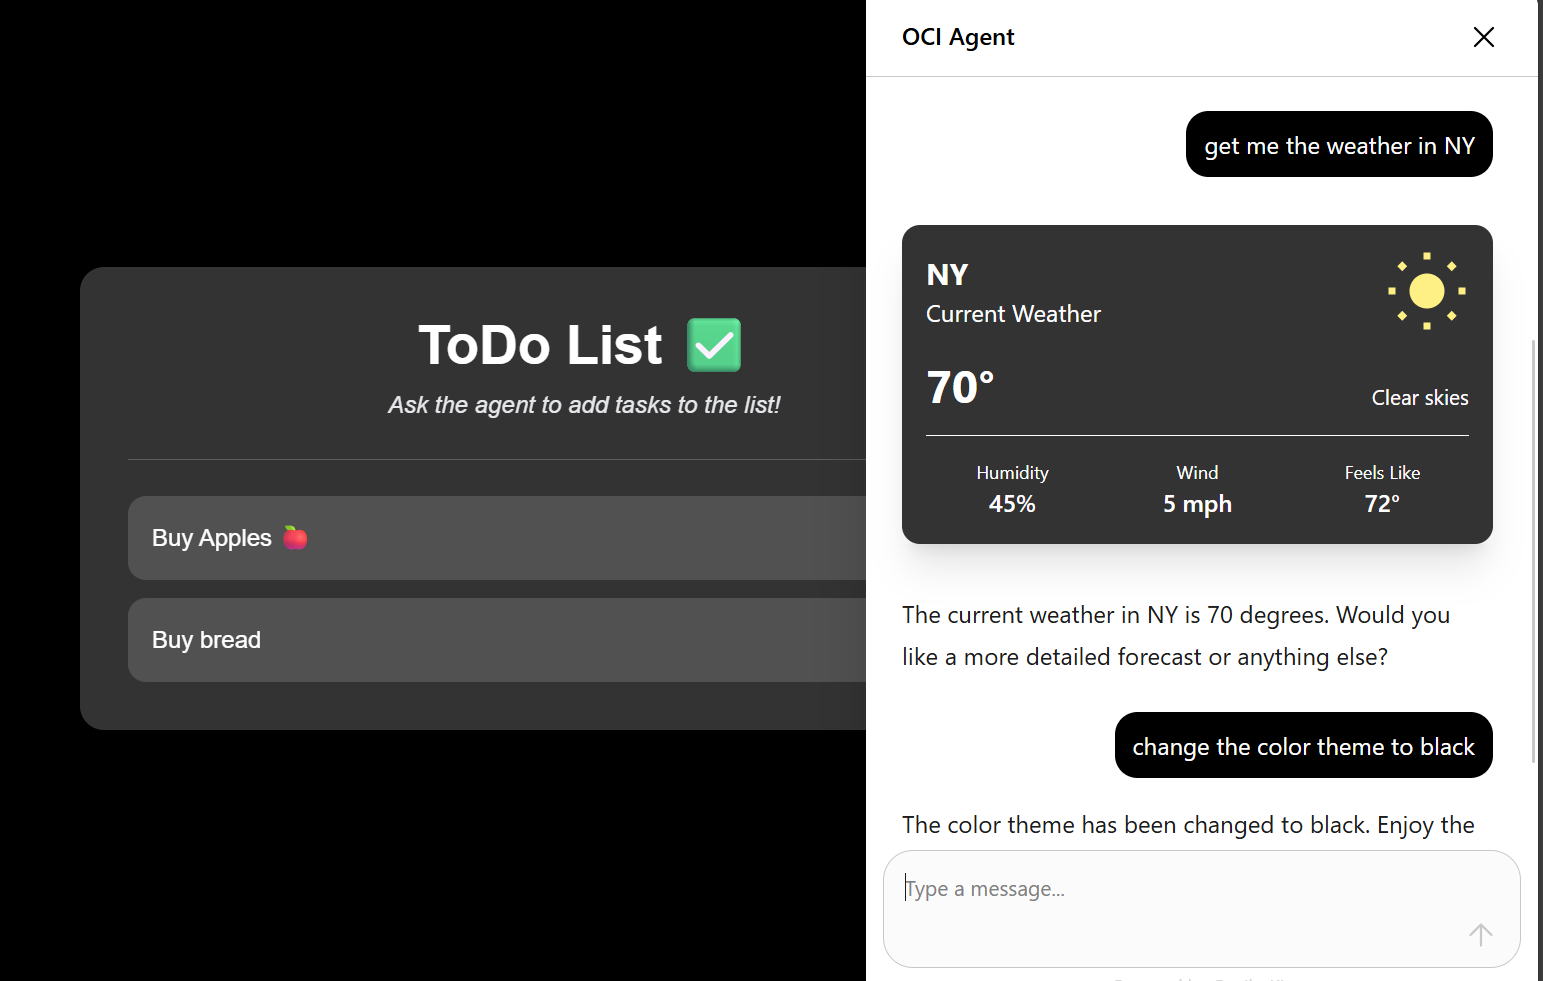 ToDo List
Ask the agent to add tasks to the list!
Buy Apples
Buy bread
OCI Agent
get me the weather in NY
NY
Current Weather
70°
Clear skies
Humidity
Wind
Feels Like
45%
5 mph
72°
The current weather in NY is 70 degrees. Would you
like a more detailed forecast or anything else?
change the color theme to black
The color theme has been changed to black. Enjoy the
Type a message...